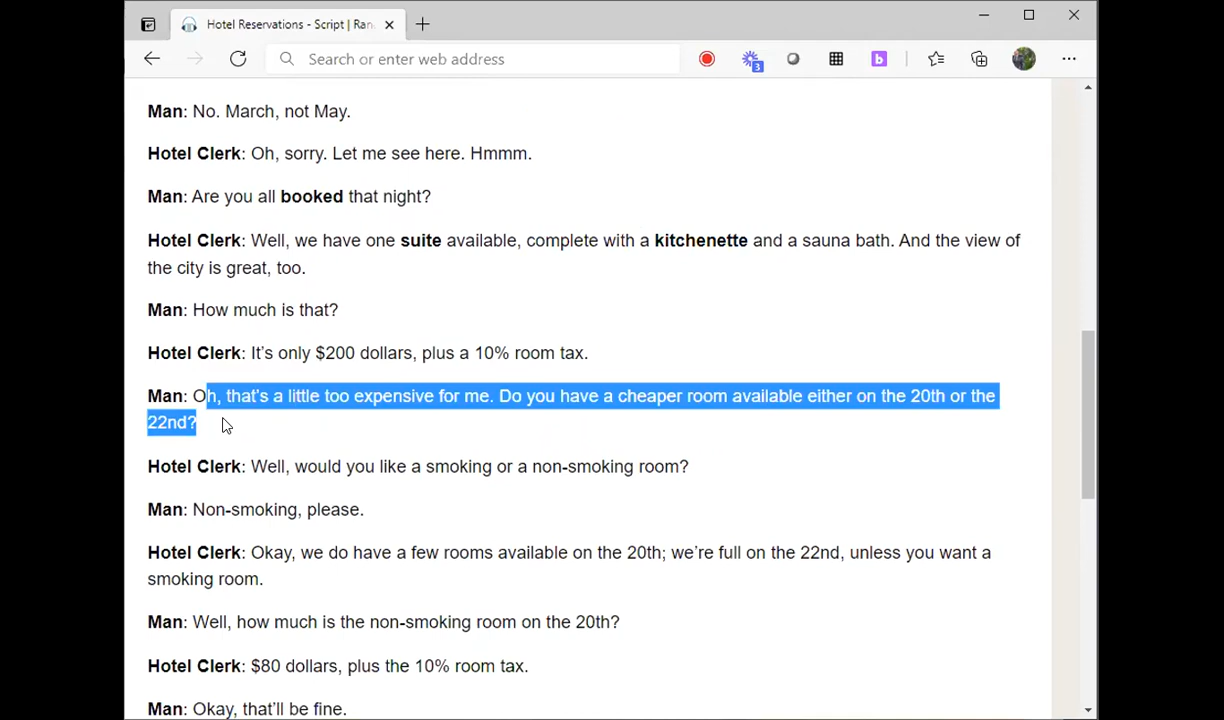 Hotel Reservations - Script | Ran
Search or enter web address
3
b
Man: No. March, not May.
Hotel Clerk: Oh, sorry. Let me see here. Hmmm.
Man: Are you all booked that night?
Hotel Clerk: Well, we have one suite available, complete with a kitchenette and a sauna bath. And the view of
the city is great, too.
Man: How much is that?
Hotel Clerk: It’s only $200 dollars, plus a 10% room tax.
Man: Oh, that’s a little too expensive for me. Do you have a cheaper room available either on the 20th or the
22nd?
Hotel Clerk: Well, would you like a smoking or a non-smoking room?
Man: Non-smoking, please.
Hotel Clerk: Okay, we do have a few rooms available on the 20th; we’re full on the 22nd, unless you want a
smoking room.
Man: Well, how much is the non-smoking room on the 20th?
Hotel Clerk: $80 dollars, plus the 10% room tax.
Man: Okay, that’ll be fine.